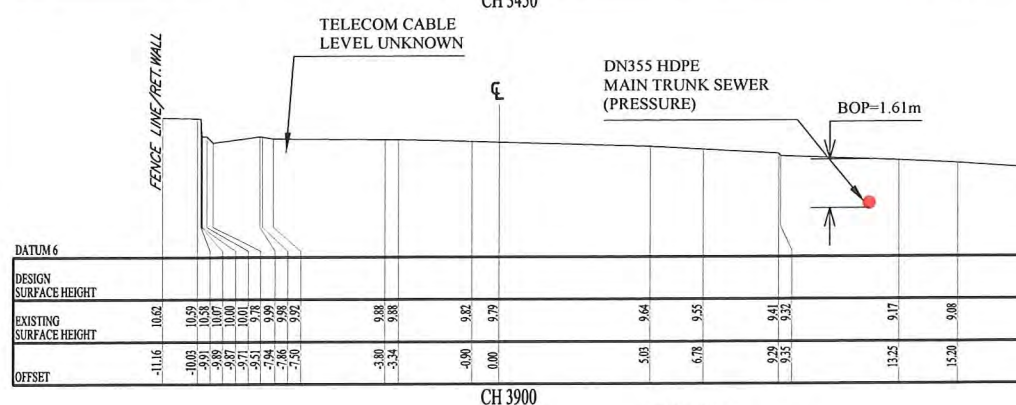 CH 3450
TELECOM CABLE
LEVEL UNKNOWN
FENCE LINE/RET.WALL
℄
DN355 HDPE
MAIN TRUNK SEWER
(PRESSURE)
BOP=1.61m
DATUM 6
DESIGN
SURFACE HEIGHT
EXISTING
SURFACE HEIGHT
10.62 10.59 10.58 10.07 10.00 10.01 9.78 9.99 9.98 9.92 9.88 9.88 9.82 9.79 9.64 9.55 9.41 9.32 9.17 9.08
OFFSET
-11.16 -10.03 -9.91 -9.89 -9.87 -9.71 -9.51 -7.94 -7.86 -7.50 -3.80 -3.34 -0.90 0.00 5.03 6.78 9.29 9.35 13.25 15.20
CH 3900